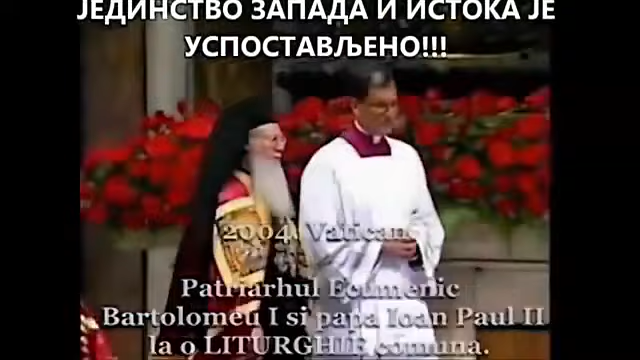 ЈЕДИНСТВО ЗАПАДА И ИСТОКА ЈЕ
УСПОСТАВЉЕНО!!!
2004, Vatican
Patriarhul Ecumenic
Bartolomeu I si papa Ioan Paul II
la o LITURGHIE comuna.